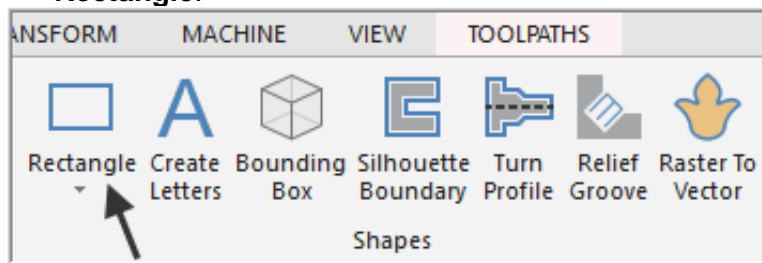 Rectangle.
ANSFORM MACHINE VIEW TOOLPATHS
Rectangle Create Bounding Silhouette Turn Relief Raster To
Letters Box Boundary Profile Groove Vector
Shapes